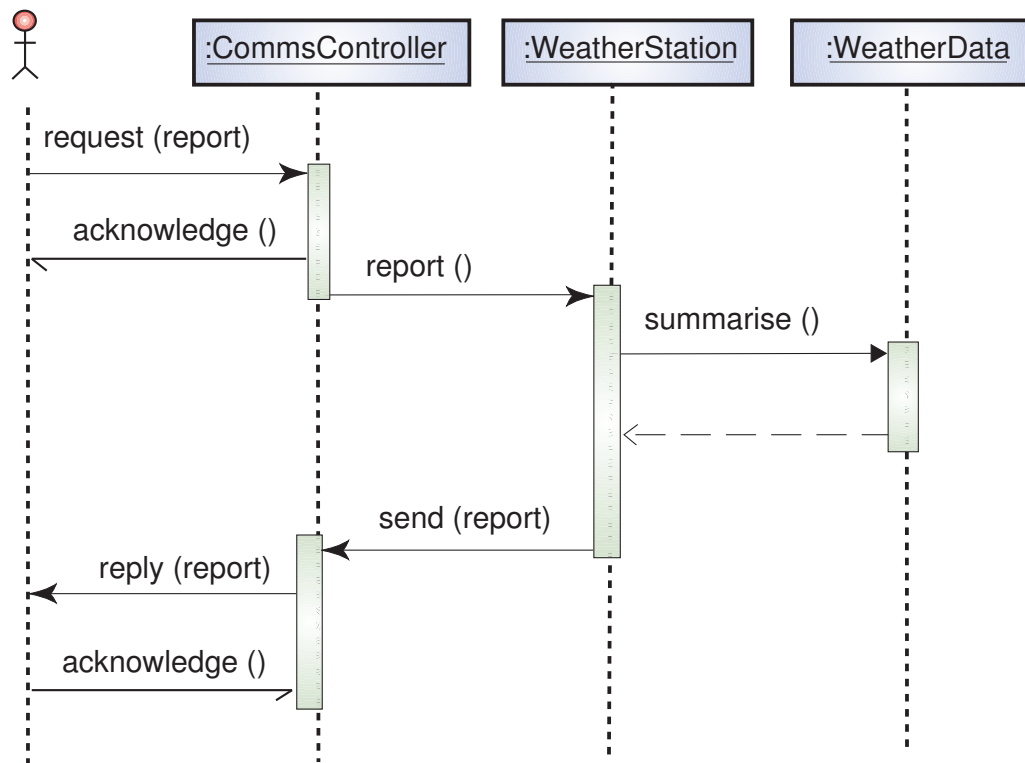 :CommsController
:WeatherStation
:WeatherData
request (report)
acknowledge ()
report ()
summarise ()
send (report)
reply (report)
acknowledge ()